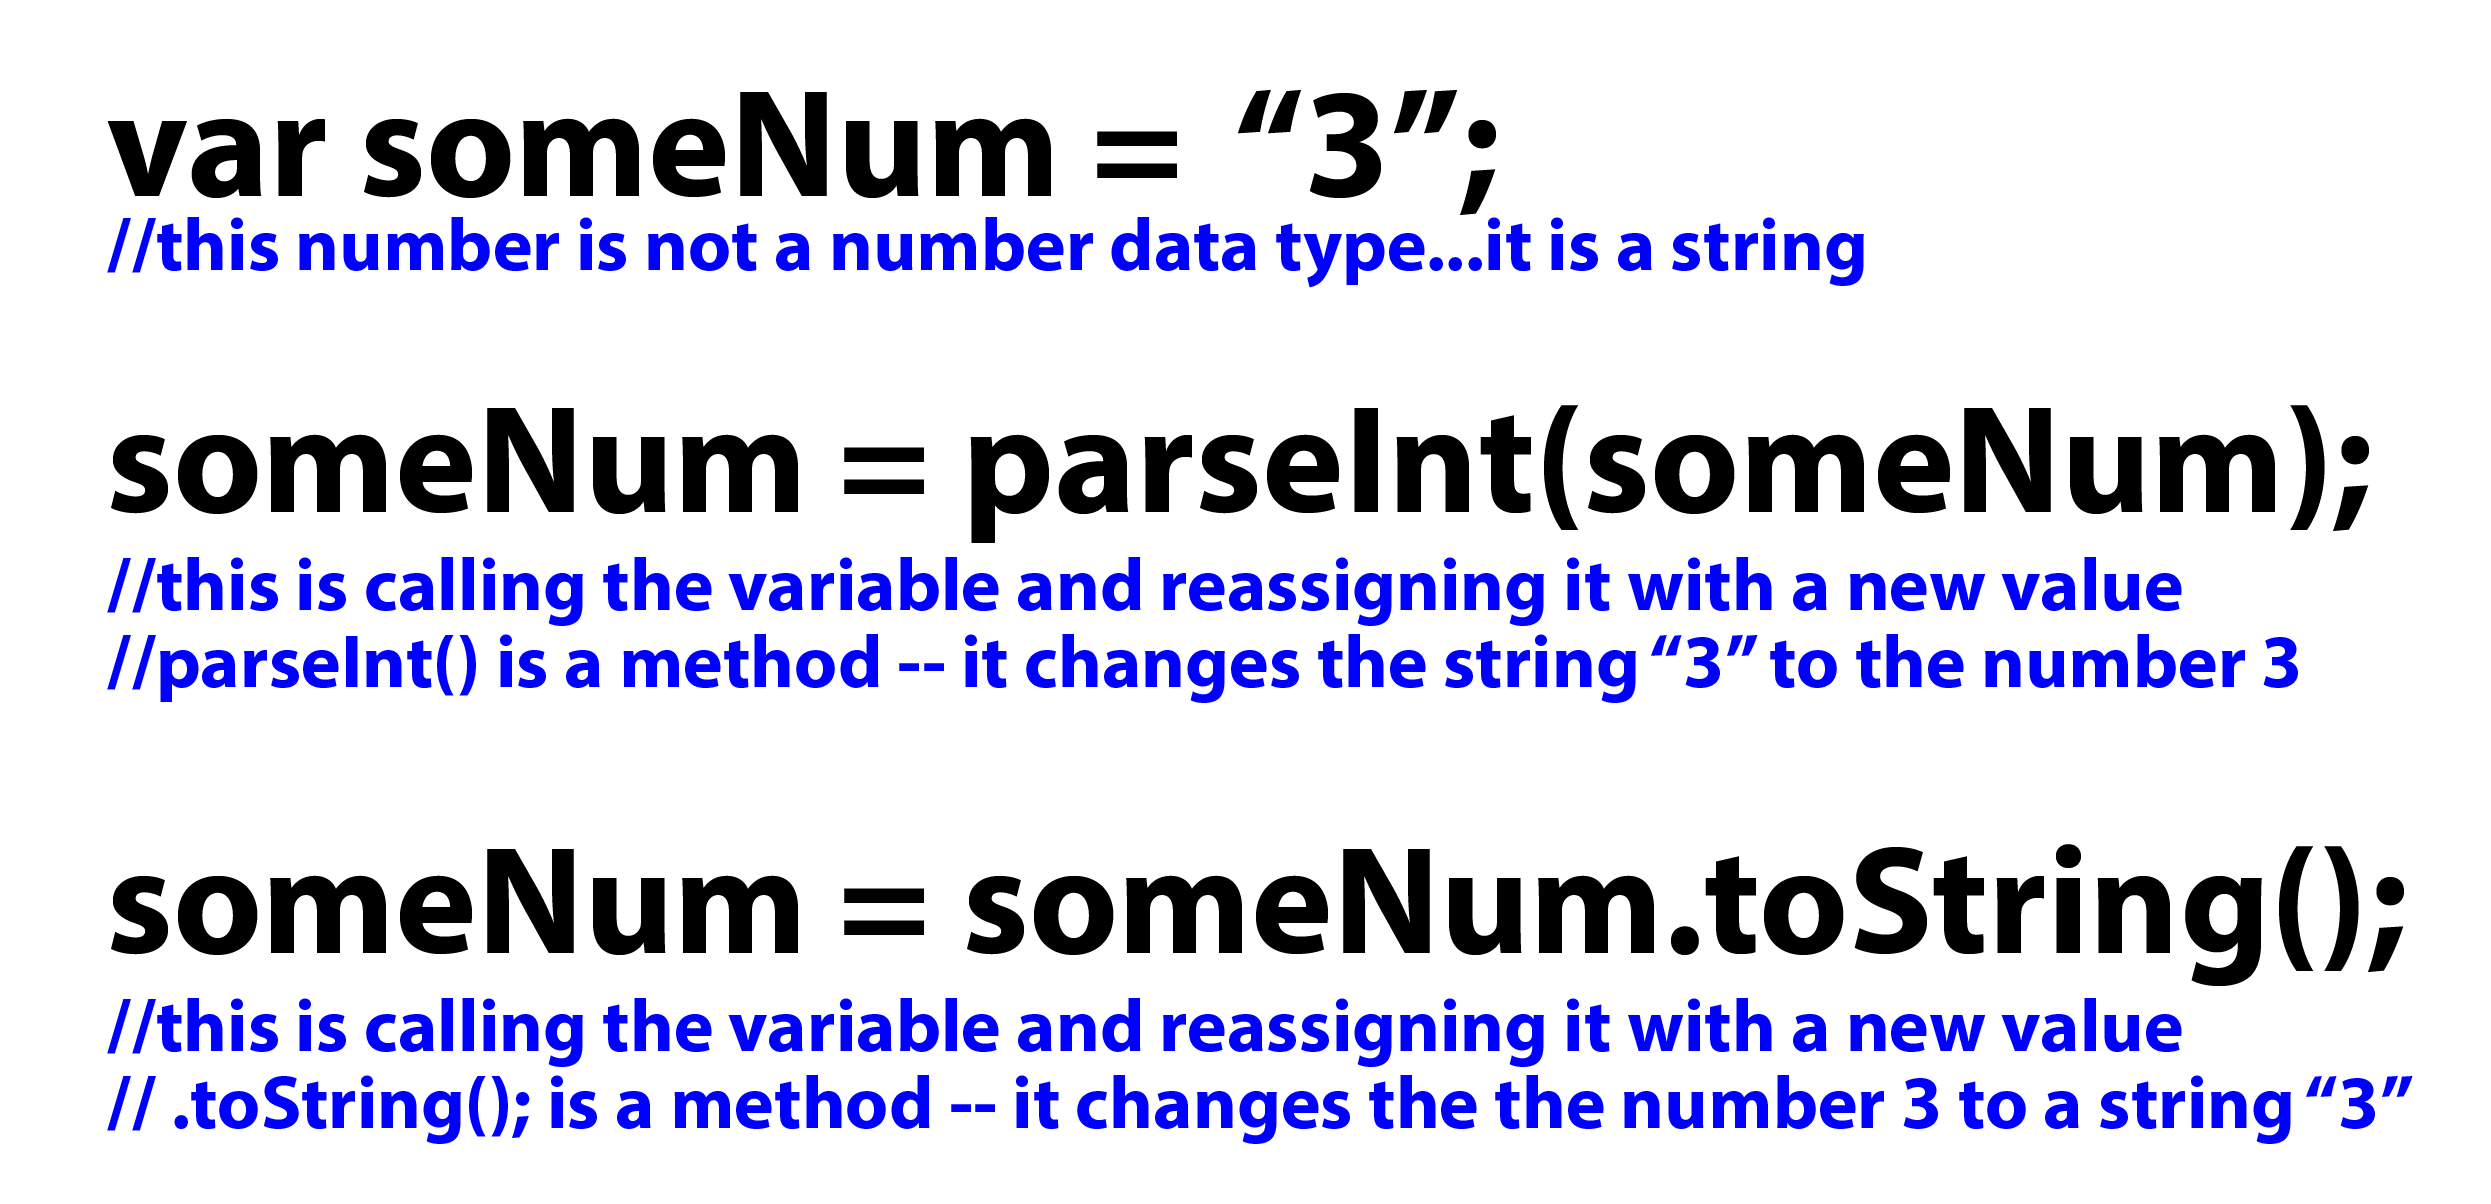 var someNum = “3”;
//this number is not a number data type...it is a string
someNum = parseInt(someNum);
//this is calling the variable and reassigning it with a new value
//parseInt() is a method -- it changes the string “3” to the number 3
someNum = someNum.toString();
//this is calling the variable and reassigning it with a new value
// .toString(); is a method -- it changes the the number 3 to a string “3”